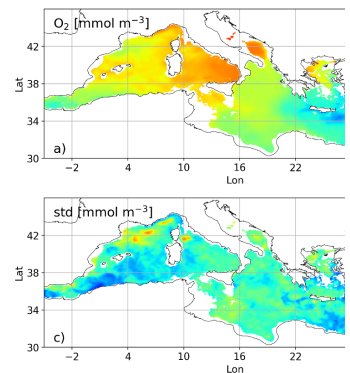 O₂ [mmol m⁻³]
42
38
34
30
Lat
a)
−2
4
10
16
22
Lon
std [mmol m⁻³]
42
38
34
30
Lat
c)
−2
4
10
16
22
Lon